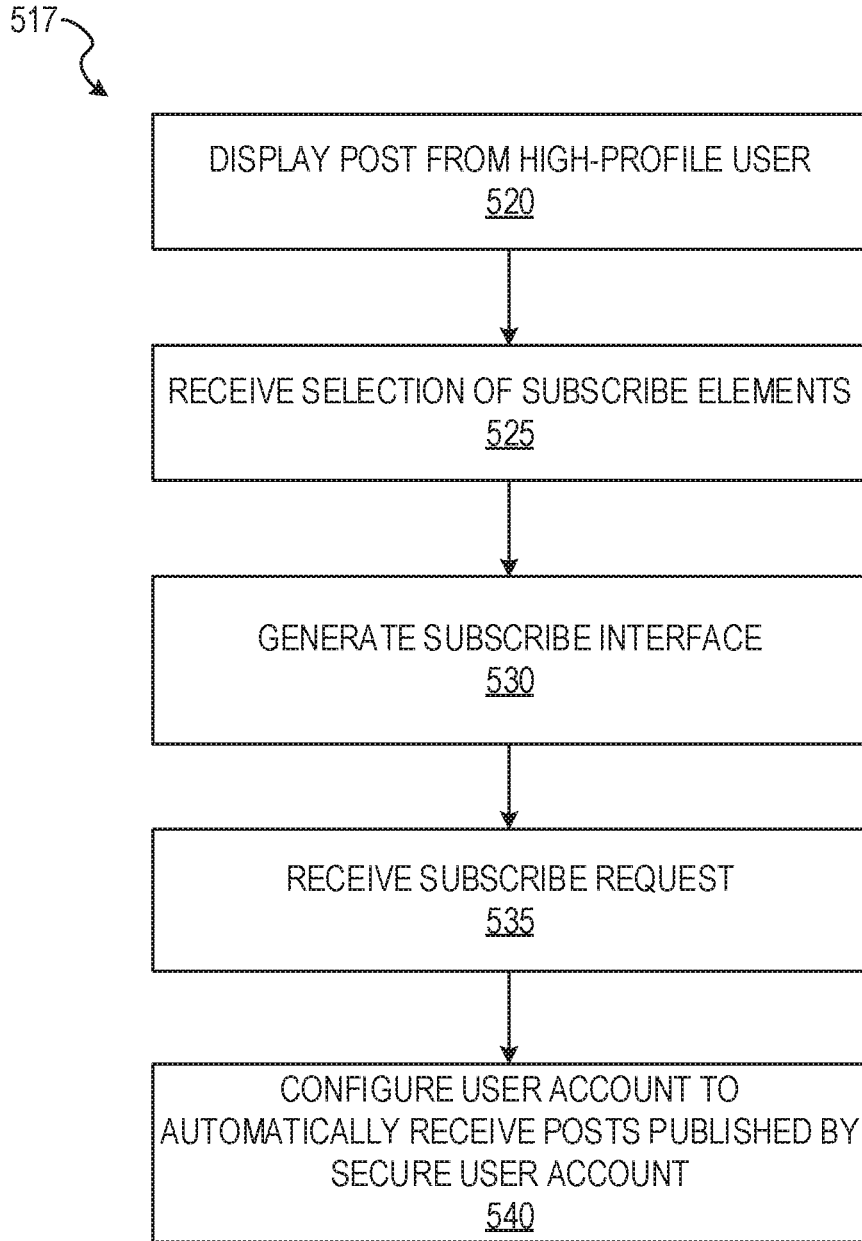 517
DISPLAY POST FROM HIGH-PROFILE USER
520
RECEIVE SELECTION OF SUBSCRIBE ELEMENTS
525
GENERATE SUBSCRIBE INTERFACE
530
RECEIVE SUBSCRIBE REQUEST
535
CONFIGURE USER ACCOUNT TO
AUTOMATICALLY RECEIVE POSTS PUBLISHED BY
SECURE USER ACCOUNT
540